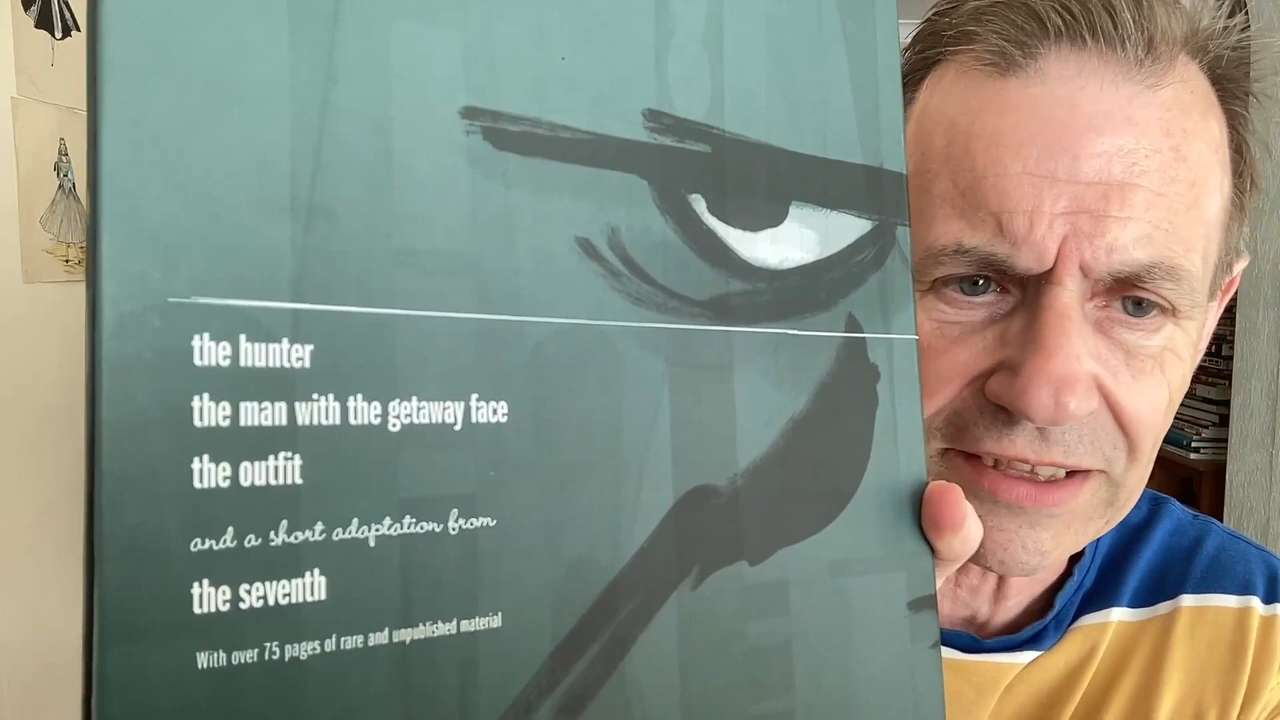 the hunter
the man with the getaway face
the outfit
and a short adaptation from
the seventh
With over 75 pages of rare and unpublished material